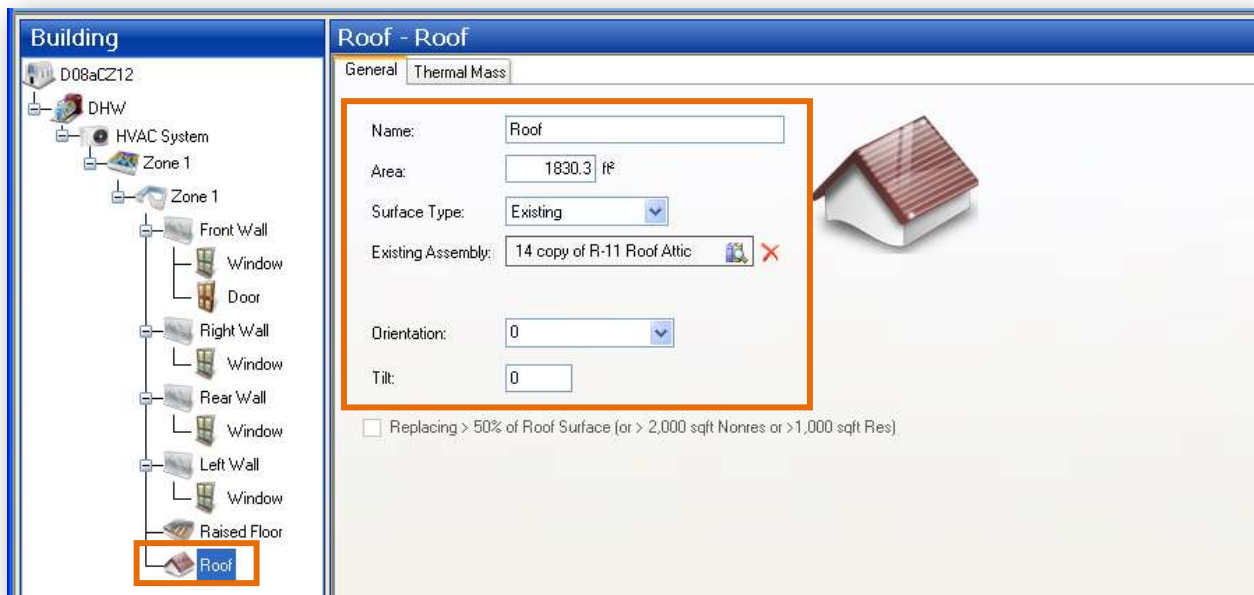 Building
D08aCZ12
DHW
HVAC System
Zone 1
Zone 1
Front Wall
Window
Door
Right Wall
Window
Rear Wall
Window
Left Wall
Window
Raised Floor
Roof
Roof - Roof
General Thermal Mass
Name: Roof
Area: 1830.3 ft²
Surface Type: Existing
Existing Assembly: 14 copy of R-11 Roof Attic
Orientation: 0
Tilt: 0
Replacing > 50% of Roof Surface (or > 2,000 sqft Nonres or >1,000 sqft Res)